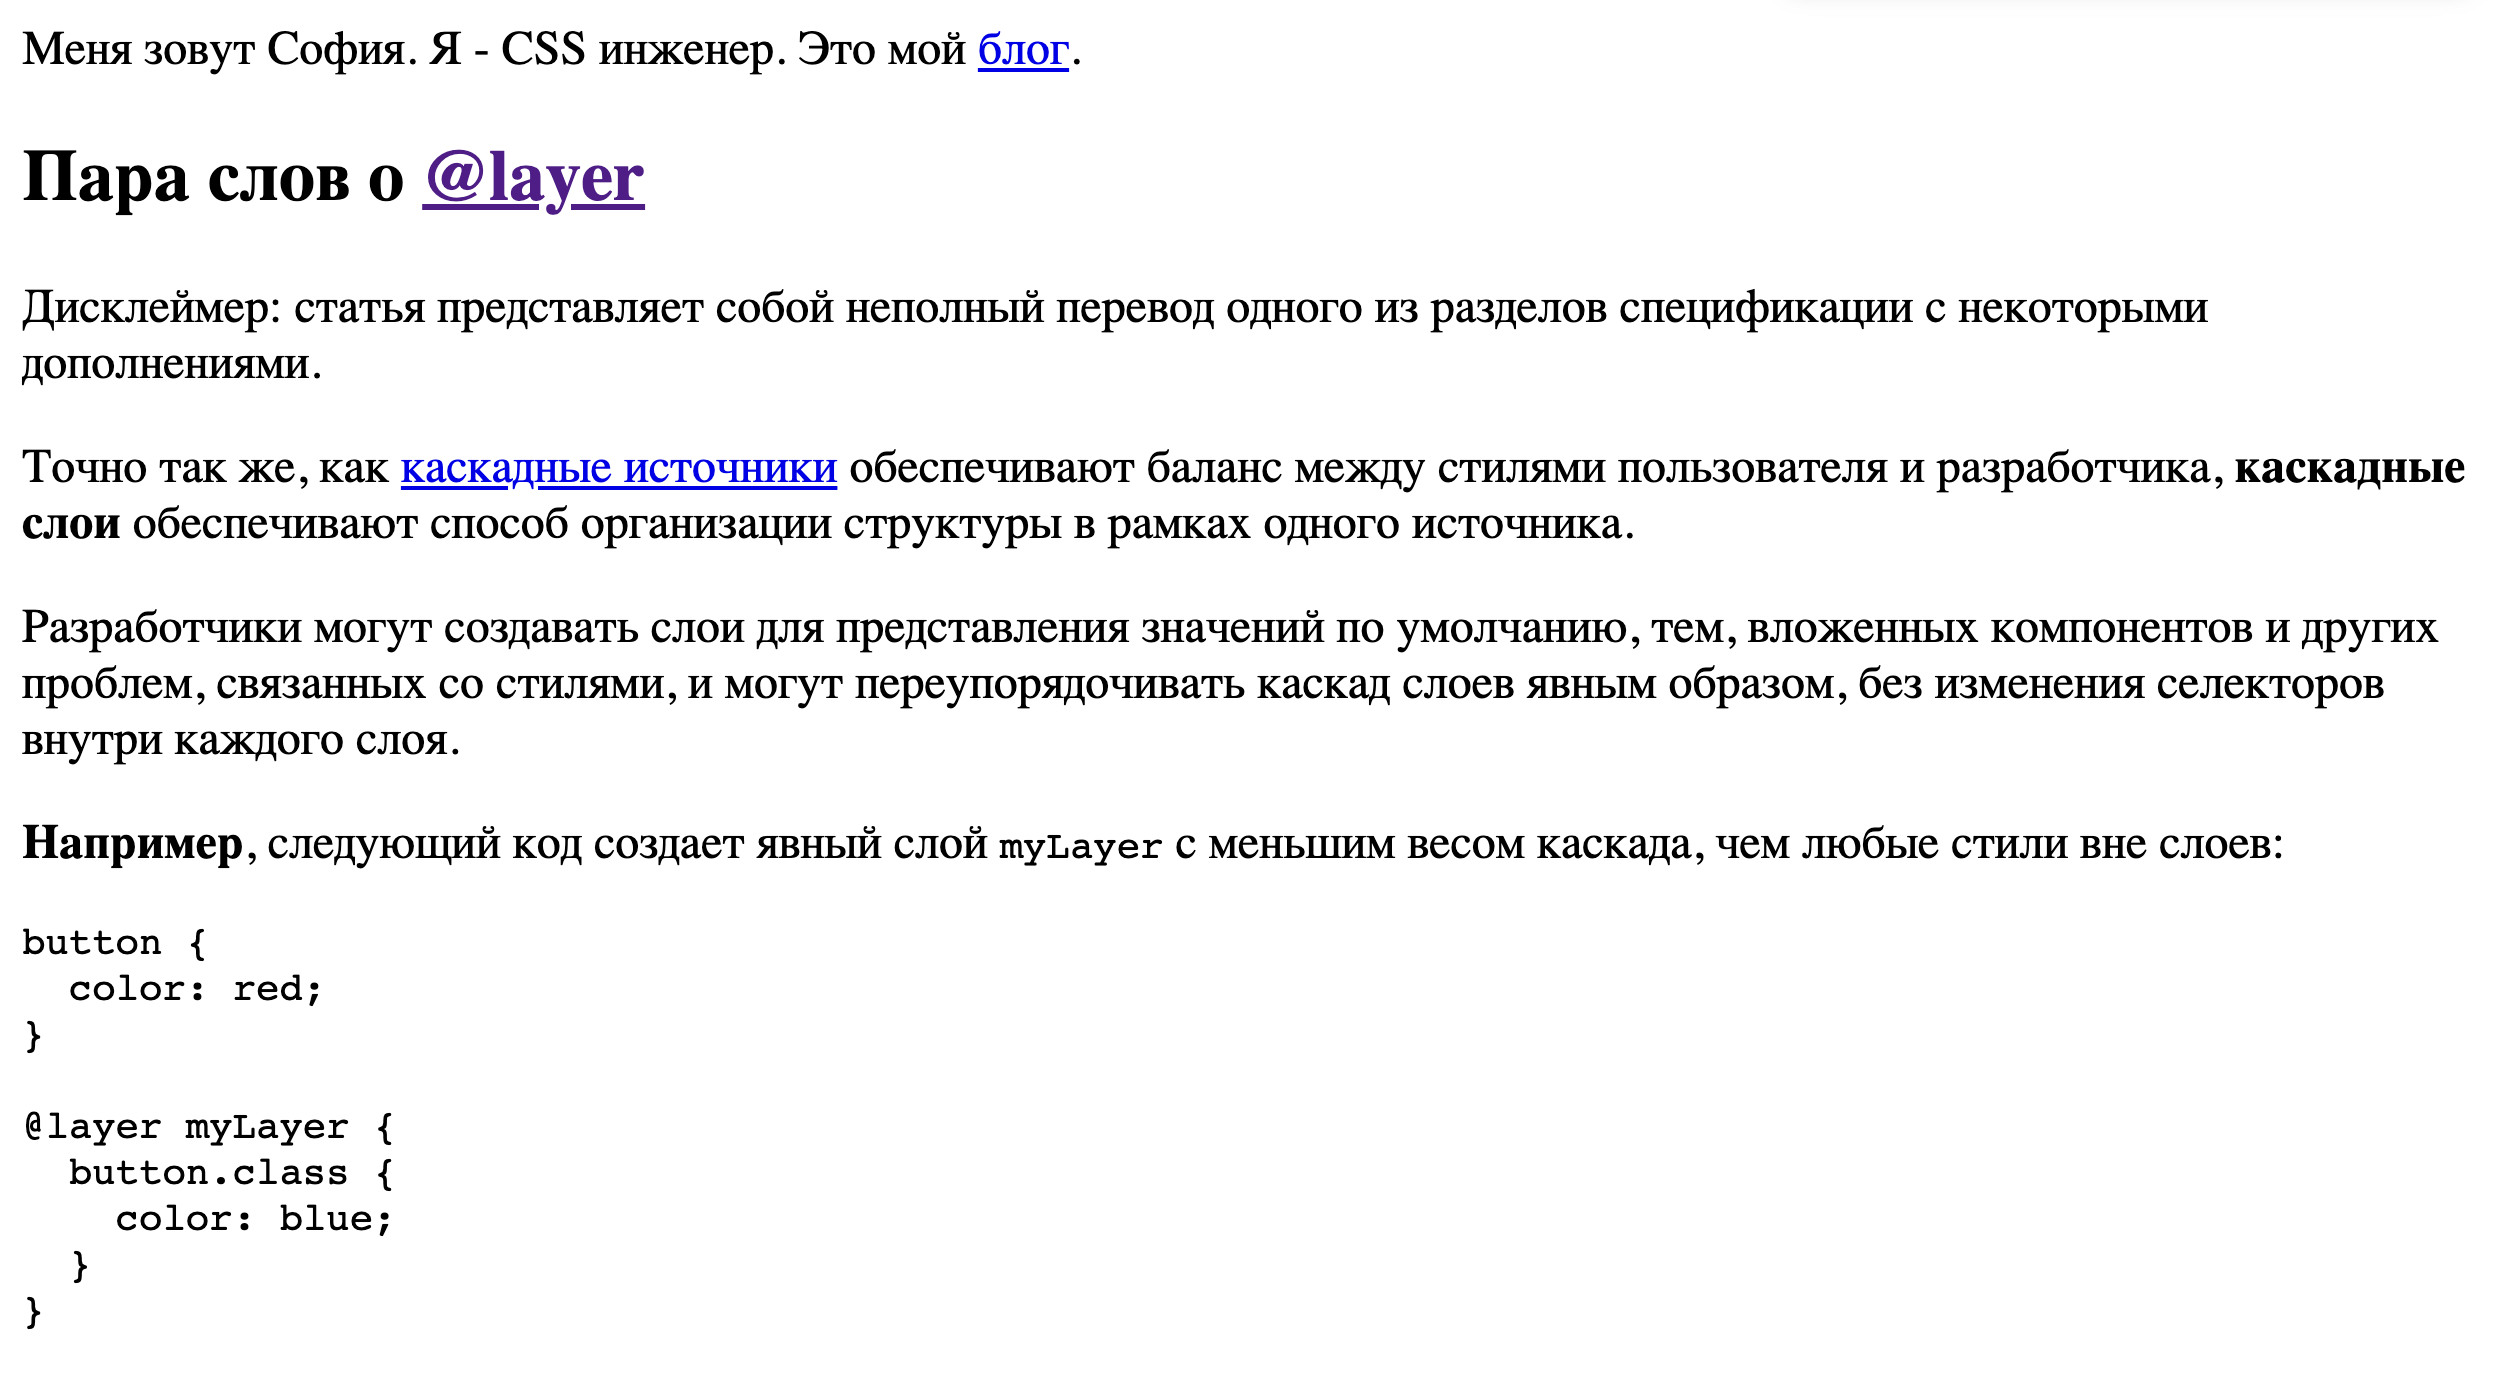 Меня зовут София. Я - CSS инженер. Это мой блог.
Пара слов о @layer
Дисклеймер: статья представляет собой неполный перевод одного из разделов спецификации с некоторыми
дополнениями.
Точно так же, как каскадные источники обеспечивают баланс между стилями пользователя и разработчика, каскадные
слои обеспечивают способ организации структуры в рамках одного источника.
Разработчики могут создавать слои для представления значений по умолчанию, тем, вложенных компонентов и других
проблем, связанных со стилями, и могут переупорядочивать каскад слоев явным образом, без изменения селекторов
внутри каждого слоя.
Например, следующий код создает явный слой myLayer с меньшим весом каскада, чем любые стили вне слоев:
button {
  color: red;
}
@layer myLayer {
  button.class {
    color: blue;
  }
}